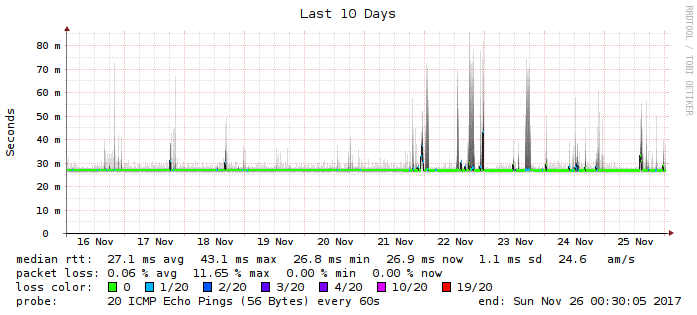 Last 10 Days
RRDTOOL / TOBI OETIKER
Seconds
80 m
70 m
60 m
50 m
40 m
30 m
20 m
10 m
0
16 Nov 17 Nov 18 Nov 19 Nov 20 Nov 21 Nov 22 Nov 23 Nov 24 Nov 25 Nov
median rtt: 27.1 ms avg 43.1 ms max 26.8 ms min 26.9 ms now 1.1 ms sd 24.6 am/s
packet loss: 0.06 % avg 11.65 % max 0.00 % min 0.00 % now
loss color: 0 1/20 2/20 3/20 4/20 10/20 19/20
probe: 20 ICMP Echo Pings (56 Bytes) every 60s end: Sun Nov 26 00:30:05 2017